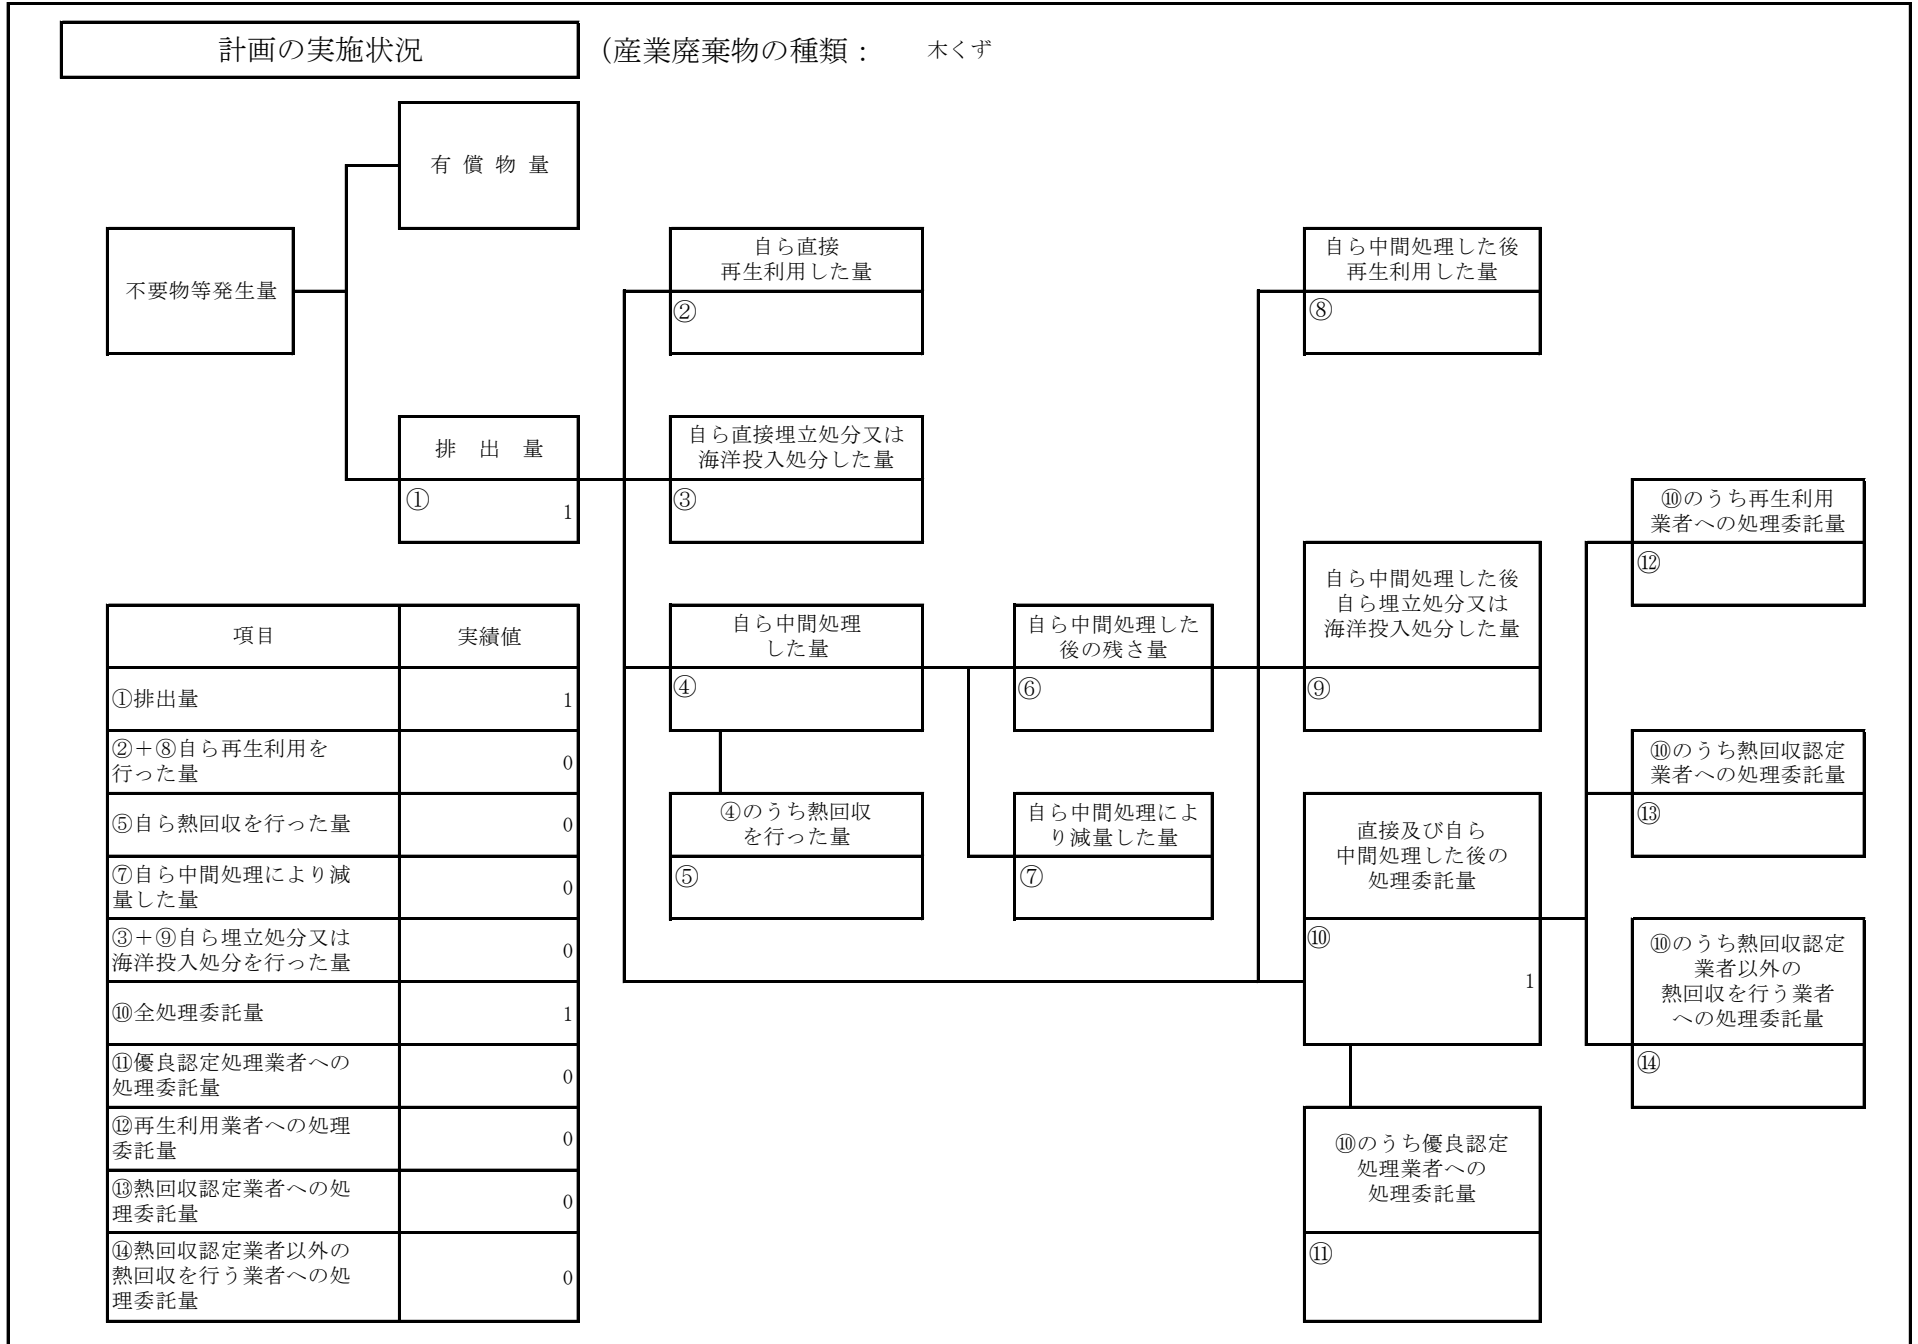 計画の実施状況
(産業廃棄物の種類： 木くず
有 償 物 量
不要物等発生量
自ら直接
再生利用した量
②
自ら中間処理した後
再生利用した量
⑧
排 出 量
① 1
自ら直接埋立処分又は
海洋投入処分した量
③
⑩のうち再生利用
業者への処理委託量
⑫
自ら中間処理した後
自ら埋立処分又は
海洋投入処分した量
⑨
自ら中間処理
した量
④
自ら中間処理した
後の残さ量
⑥
④のうち熱回収
を行った量
⑤
自ら中間処理によ
り減量した量
⑦
⑩のうち熱回収認定
業者への処理委託量
⑬
直接及び自ら
中間処理した後の
処理委託量
⑩
1
⑩のうち熱回収認定
業者以外の
熱回収を行う業者
への処理委託量
⑭
⑩のうち優良認定
処理業者への
処理委託量
⑪
項目 実績値
①排出量 1
②＋⑧自ら再生利用を
行った量 0
⑤自ら熱回収を行った量 0
⑦自ら中間処理により減
量した量 0
③＋⑨自ら埋立処分又は
海洋投入処分を行った量 0
⑩全処理委託量 1
⑪優良認定処理業者への
処理委託量 0
⑫再生利用業者への処理
委託量 0
⑬熱回収認定業者への処
理委託量 0
⑭熱回収認定業者以外の
熱回収を行う業者への処
理委託量 0